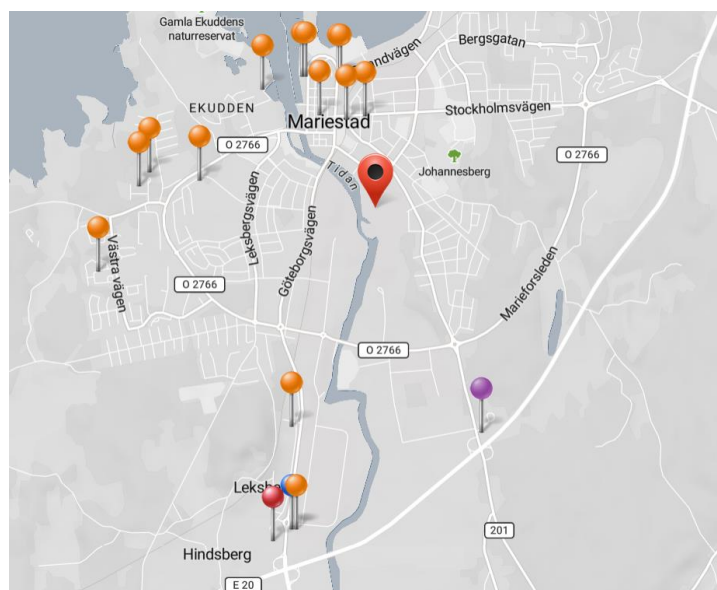 Gamla Ekuddens
naturreservat
Bergsgatan
ndvägen
EKUDDEN
Stockholmsvägen
Mariestad
O 2766
O 2766
Tidan
Johannesberg
Leksbergsvägen
Göteborgsvägen
Västra vägen
O 2766
Marieforsleden
O 2766
Leksb
201
Hindsberg
E 20